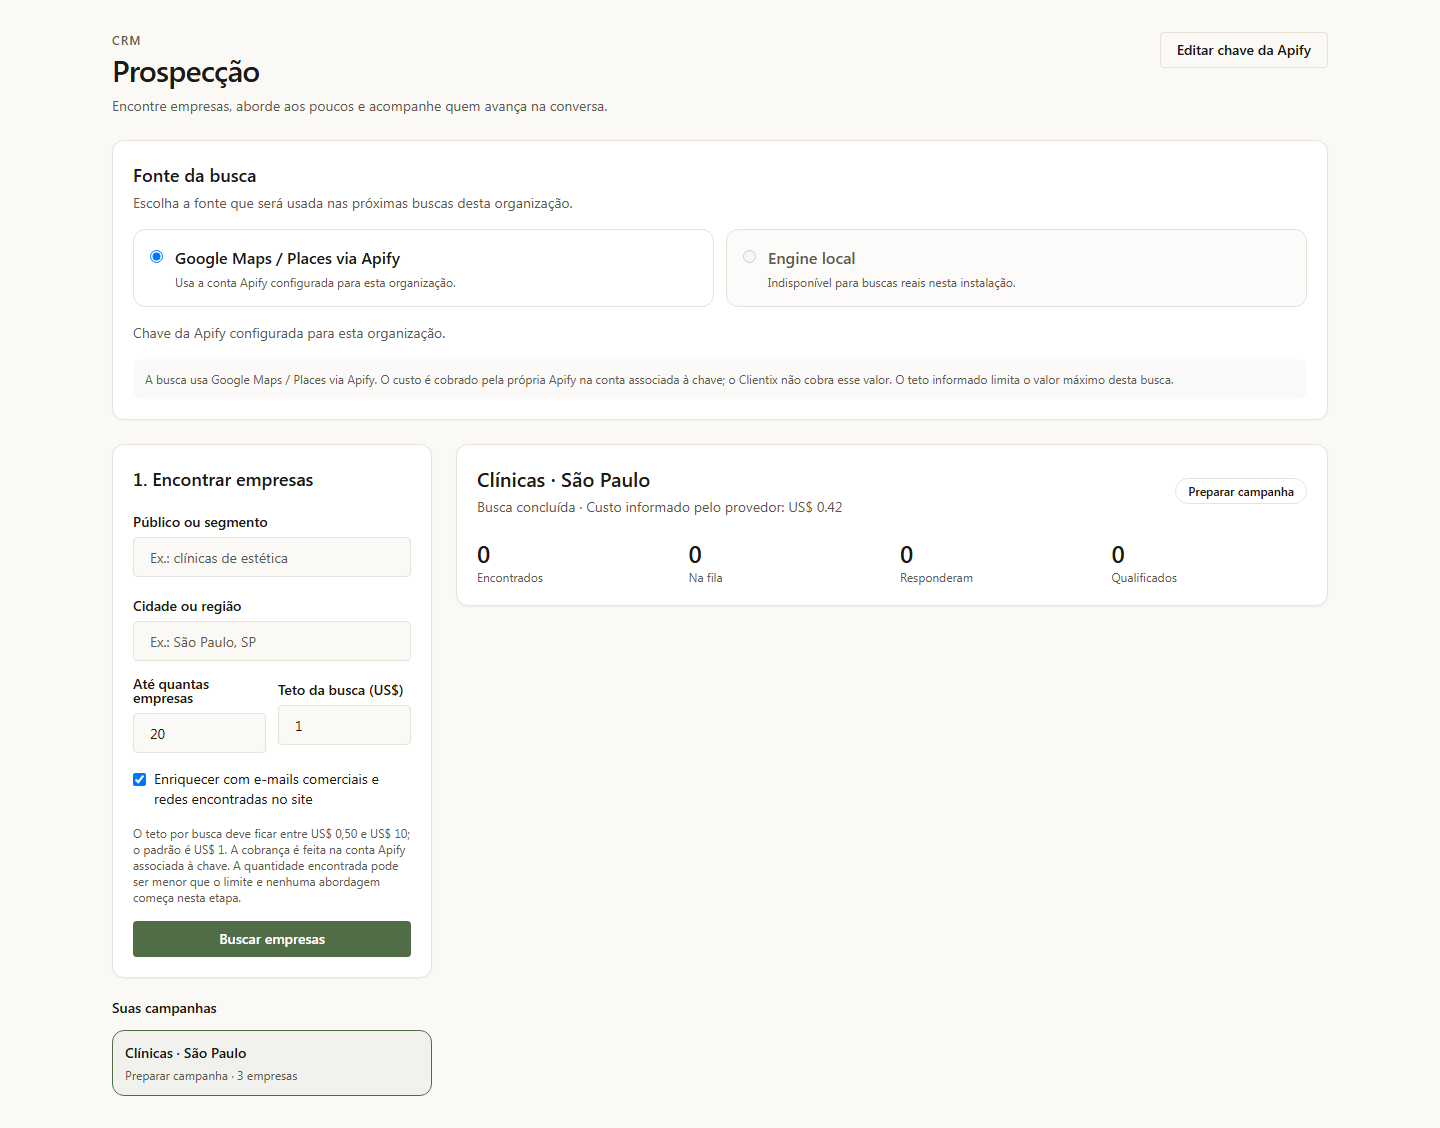 CRM
Prospecção
Encontre empresas, aborde aos poucos e acompanhe quem avança na conversa.
Editar chave da Apify
Fonte da busca
Escolha a fonte que será usada nas próximas buscas desta organização.
Google Maps / Places via Apify
Usa a conta Apify configurada para esta organização.
Engine local
Indisponível para buscas reais nesta instalação.
Chave da Apify configurada para esta organização.
A busca usa Google Maps / Places via Apify. O custo é cobrado pela própria Apify na conta associada à chave; o Clientix não cobra esse valor. O teto informado limita o valor máximo desta busca.
1. Encontrar empresas
Público ou segmento
Ex.: clínicas de estética
Cidade ou região
Ex.: São Paulo, SP
Até quantas
empresas
20
Teto da busca (US$)
1
Enriquecer com e-mails comerciais e
redes encontradas no site
O teto por busca deve ficar entre US$ 0,50 e US$ 10;
o padrão é US$ 1. A cobrança é feita na conta Apify
associada à chave. A quantidade encontrada pode
ser menor que o limite e nenhuma abordagem
começa nesta etapa.
Buscar empresas
Suas campanhas
Clínicas · São Paulo
Preparar campanha · 3 empresas
Clínicas · São Paulo
Busca concluída · Custo informado pelo provedor: US$ 0.42
Preparar campanha
0
Encontrados
0
Na fila
0
Responderam
0
Qualificados